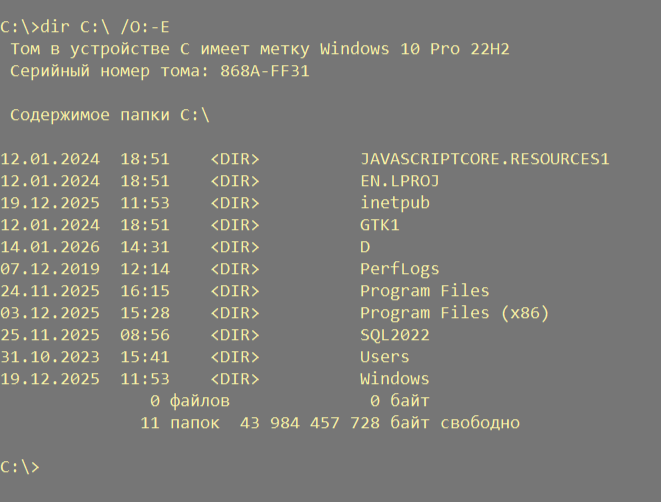 C:\>dir C:\ /O:-E
Том в устройстве C имеет метку Windows 10 Pro 22H2
Серийный номер тома: 868A-FF31
Содержимое папки C:\
12.01.2024  18:51    <DIR>          JAVASCRIPTCORE.RESOURCES1
12.01.2024  18:51    <DIR>          EN.LPROJ
19.12.2025  11:53    <DIR>          inetpub
12.01.2024  18:51    <DIR>          GTK1
14.01.2026  14:31    <DIR>          D
07.12.2019  12:14    <DIR>          PerfLogs
24.11.2025  16:15    <DIR>          Program Files
03.12.2025  15:28    <DIR>          Program Files (x86)
25.11.2025  08:56    <DIR>          SQL2022
31.10.2023  15:41    <DIR>          Users
19.12.2025  11:53    <DIR>          Windows
0 файлов              0 байт
11 папок  43 984 457 728 байт свободно
C:\>